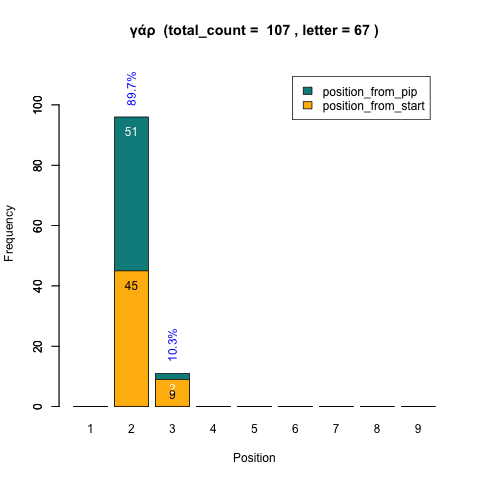 γάρ (total_count = 107 , letter = 67 )
position_from_pip
position_from_start
89.7%
10.3%
51
45
2
9
Frequency
0
20
40
60
80
100
1 2 3 4 5 6 7 8 9
Position